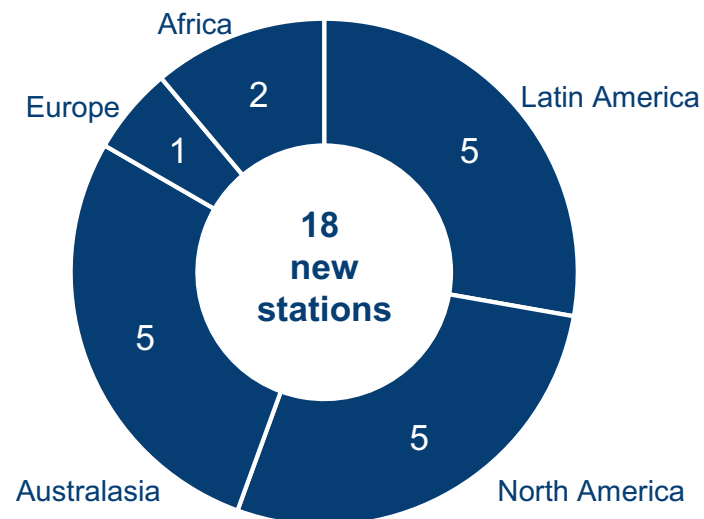 Africa
Latin America
Europe
2
1
5
18
new
stations
5
5
Australasia
North America